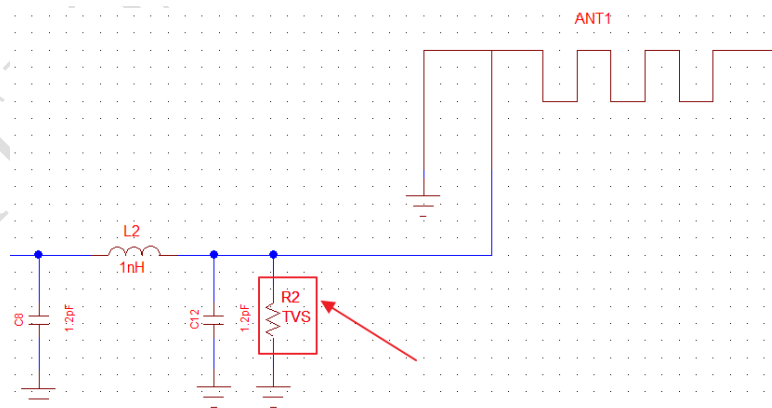 ANT1
L2
1nH
C8
1.2pF
C12
1.2pF
R2
TVS